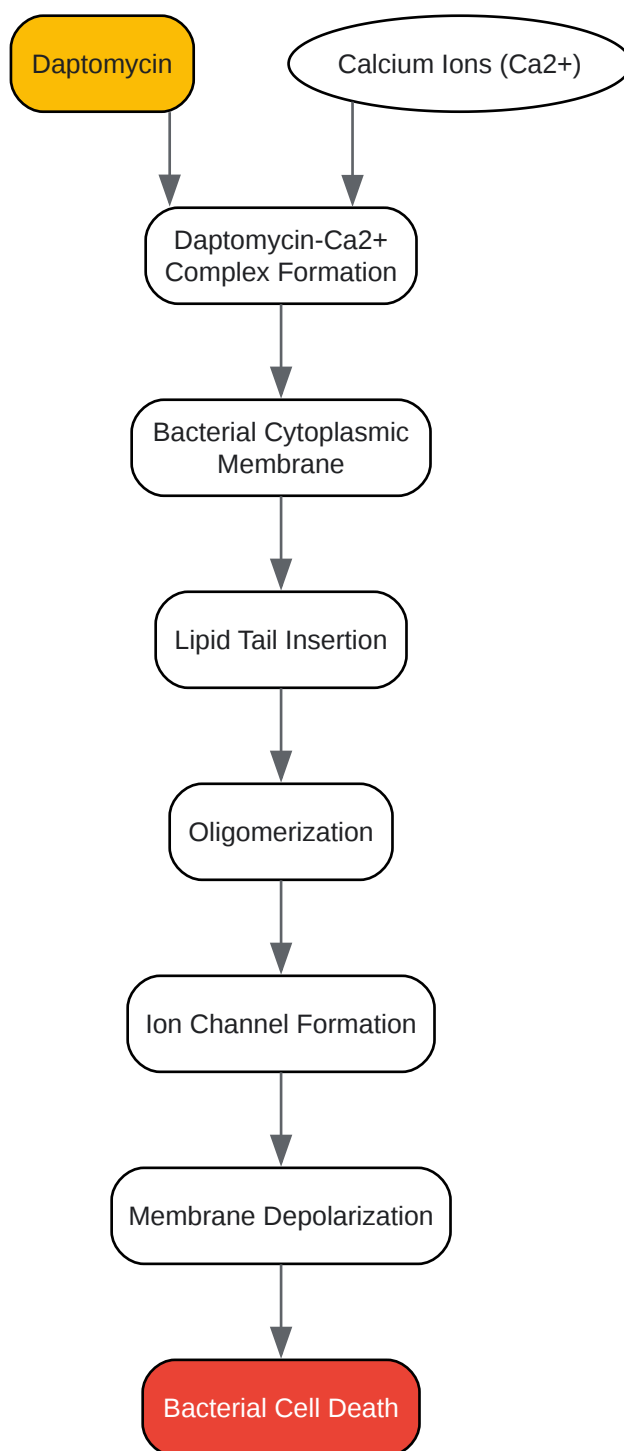 Daptomycin
Calcium Ions (Ca2+)
Daptomycin-Ca2+
Complex Formation
Bacterial Cytoplasmic
Membrane
Lipid Tail Insertion
Oligomerization
Ion Channel Formation
Membrane Depolarization
Bacterial Cell Death